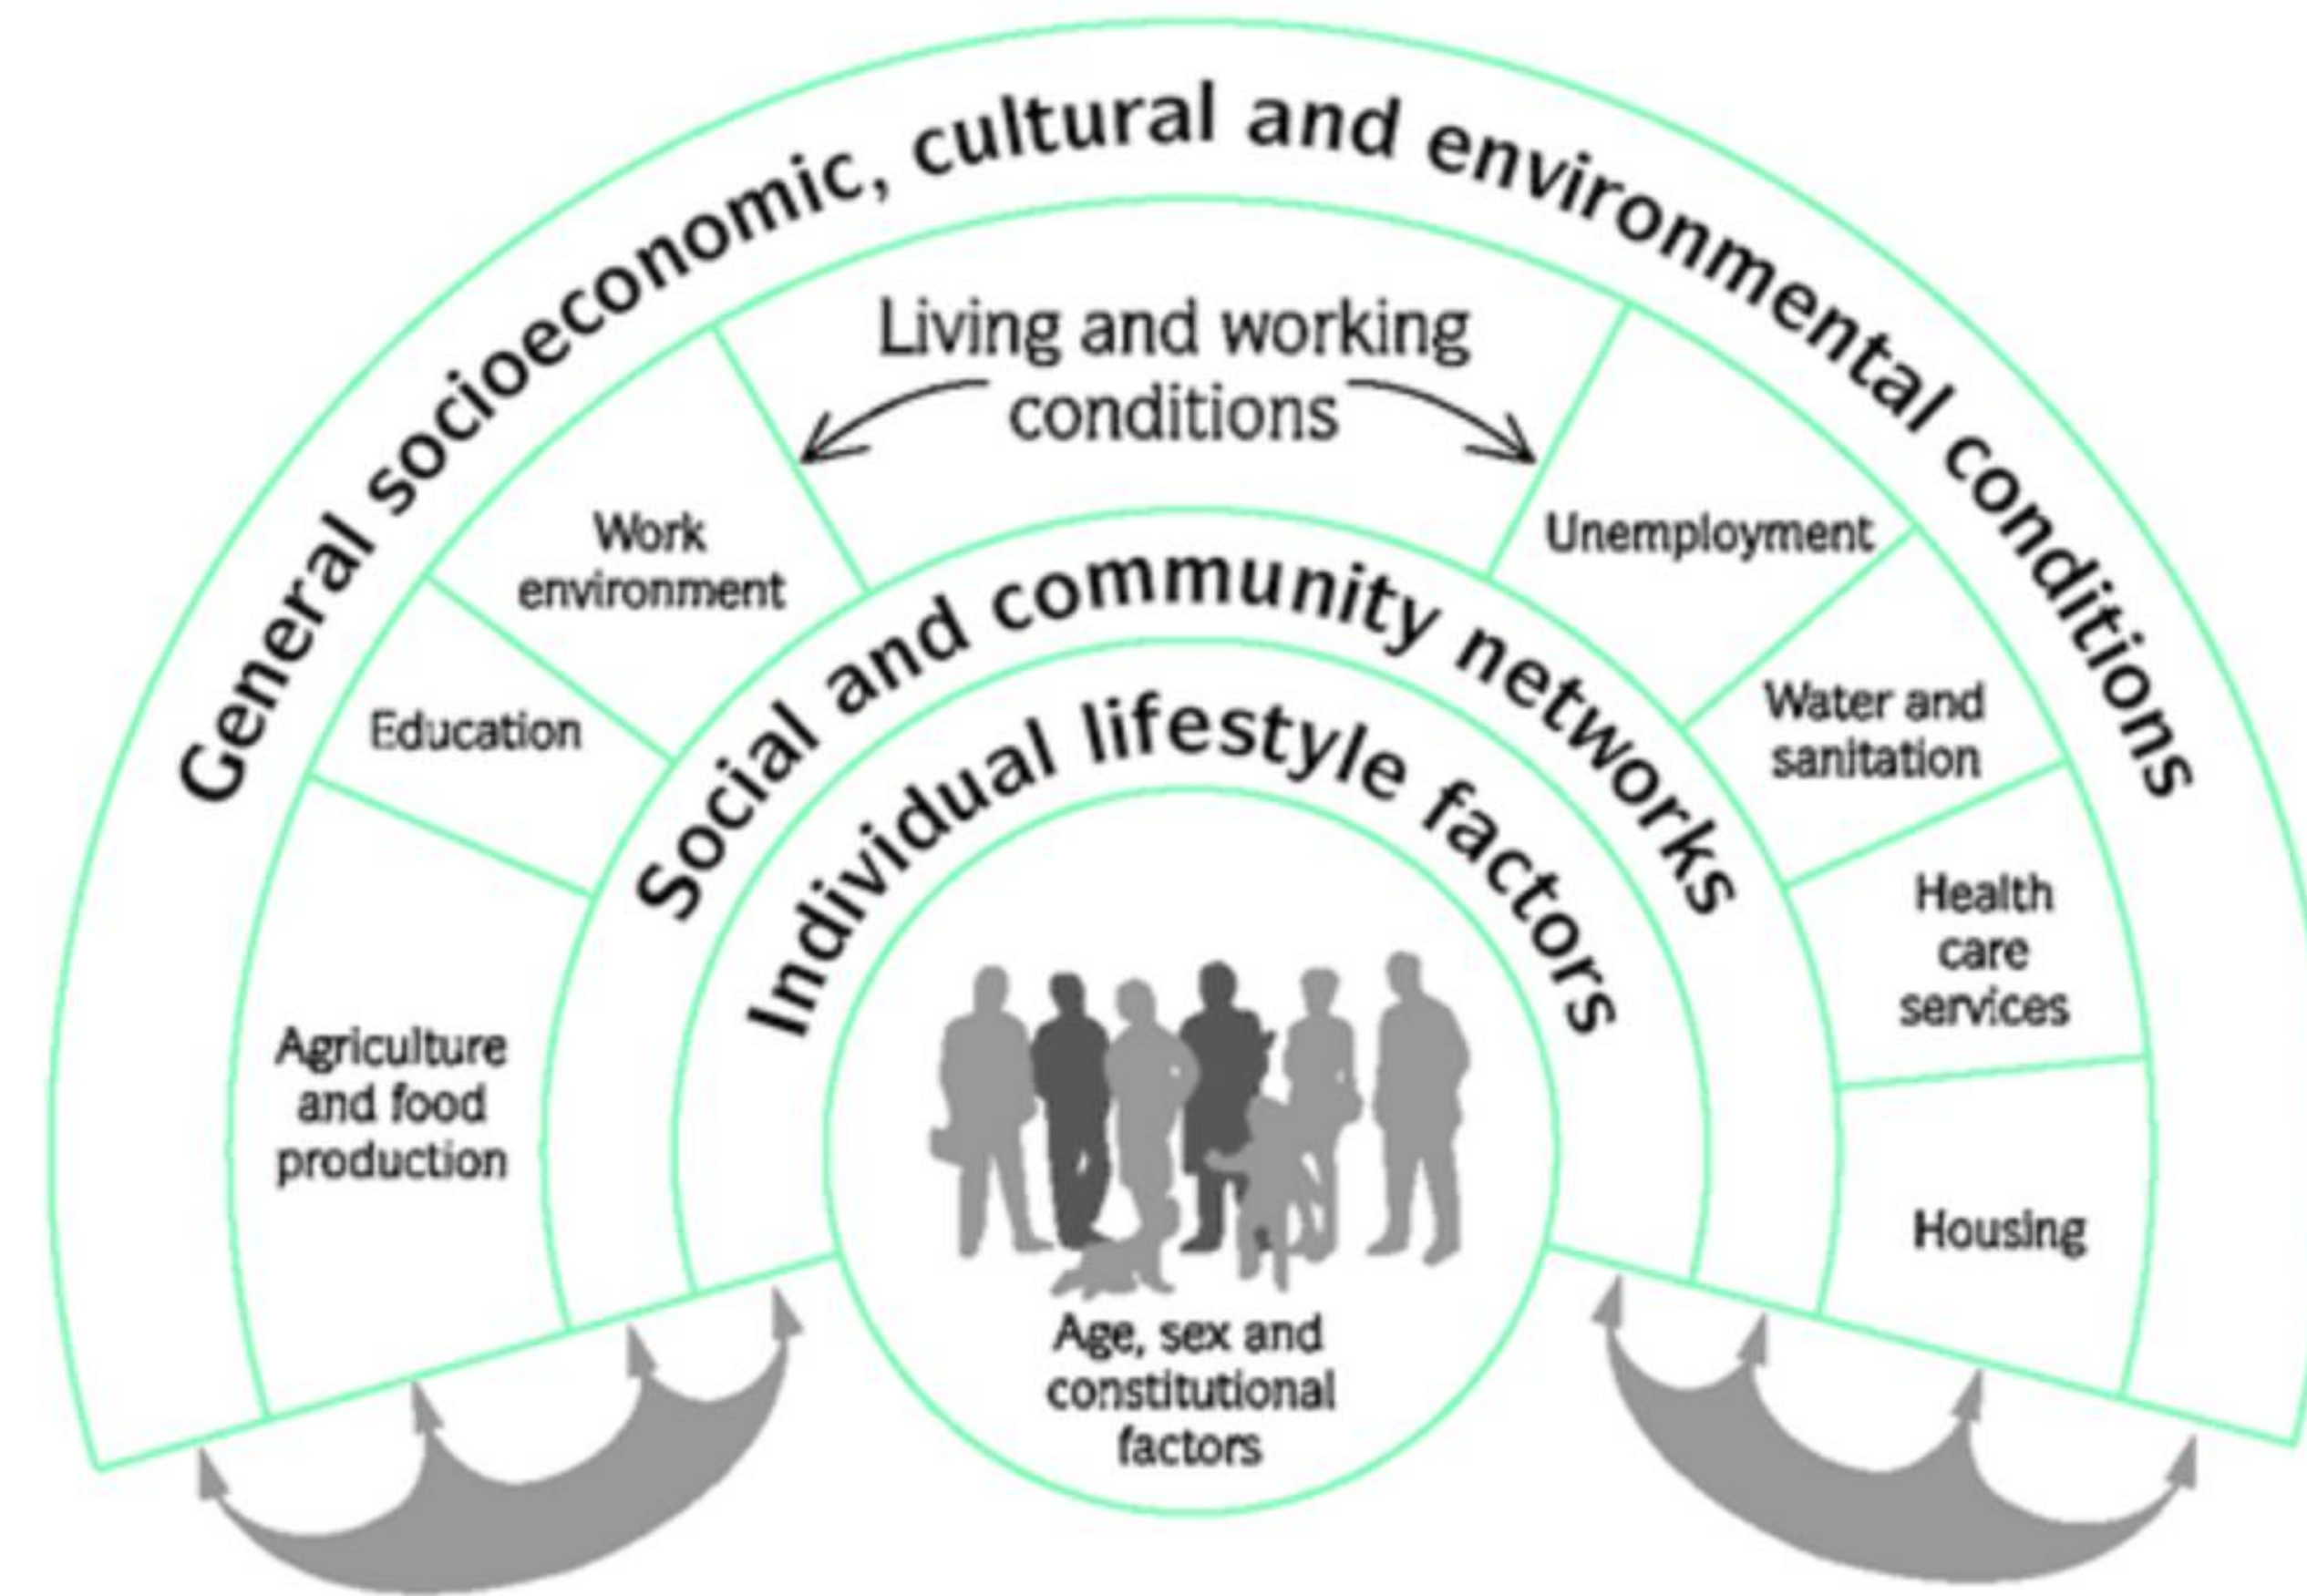 General socioeconomic, cultural and environmental conditions
Living and working
conditions
Work
environment
Unemployment
Education
Water and
sanitation
Agriculture
and food
production
Health
care
services
Housing
Social and community networks
Individual lifestyle factors
Age, sex and
constitutional
factors